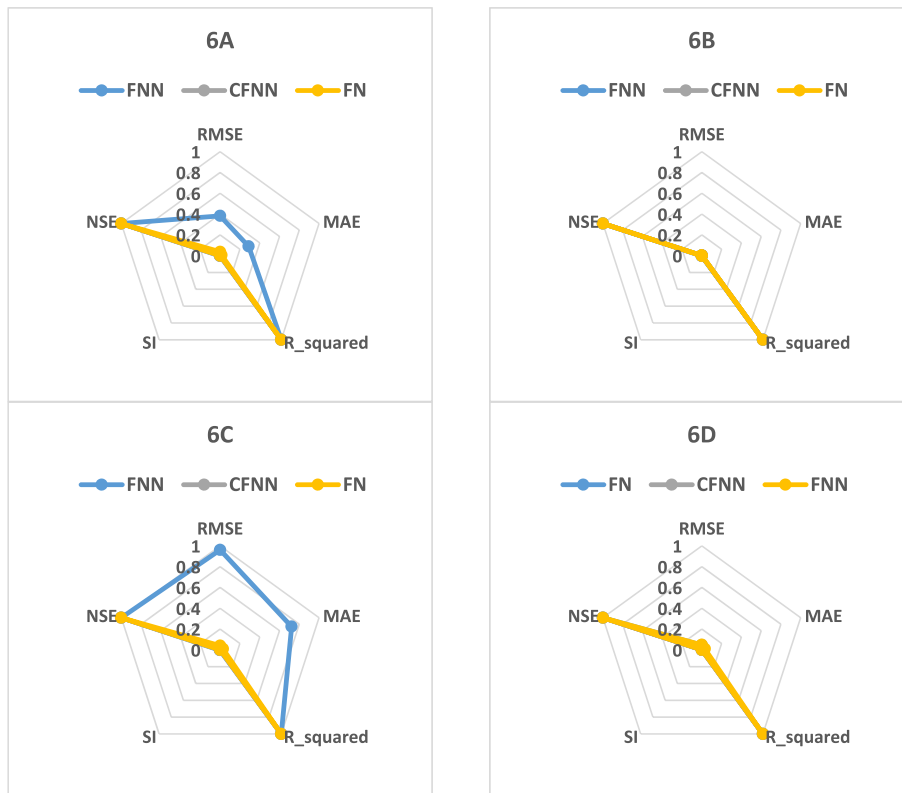 6A
FNN CFNN FN
RMSE
1
0.8
0.6
0.4
0.2
0
NSE
MAE
SI
R_squared
6B
FNN CFNN FN
RMSE
1
0.8
0.6
0.4
0.2
0
NSE
MAE
SI
R_squared
6C
FNN CFNN FN
RMSE
1
0.8
0.6
0.4
0.2
0
NSE
MAE
SI
R_squared
6D
FN CFNN FNN
RMSE
1
0.8
0.6
0.4
0.2
0
NSE
MAE
SI
R_squared